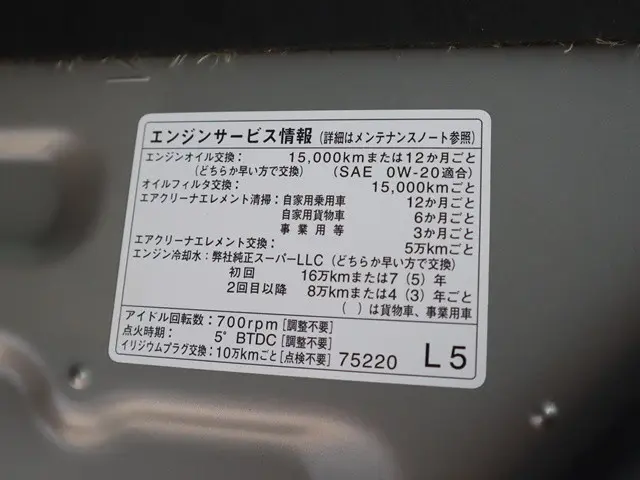 エンジンサービス情報 (詳細はメンテナンスノート参照)
エンジンオイル交換: 15,000kmまたは12か月ごと
(どちらか早い方で交換) (SAE 0W-20適合)
オイルフィルタ交換: 15,000kmごと
エアクリーナエレメント清掃: 自家用乗用車 12か月ごと
自家用貨物車 6か月ごと
事業用等 3か月ごと
エアクリーナエレメント交換: 5万kmごと
エンジン冷却水: 弊社純正スーパーLLC (どちらか早い方で交換)
初回 16万kmまたは7 (5) 年
2回目以降 8万kmまたは4 (3) 年ごと
( )は貨物車、事業用車
アイドル回転数: 700rpm [調整不要]
点火時期: 5° BTDC [調整不要]
イリジウムプラグ交換: 10万kmごと [点検不要] 75220 L5